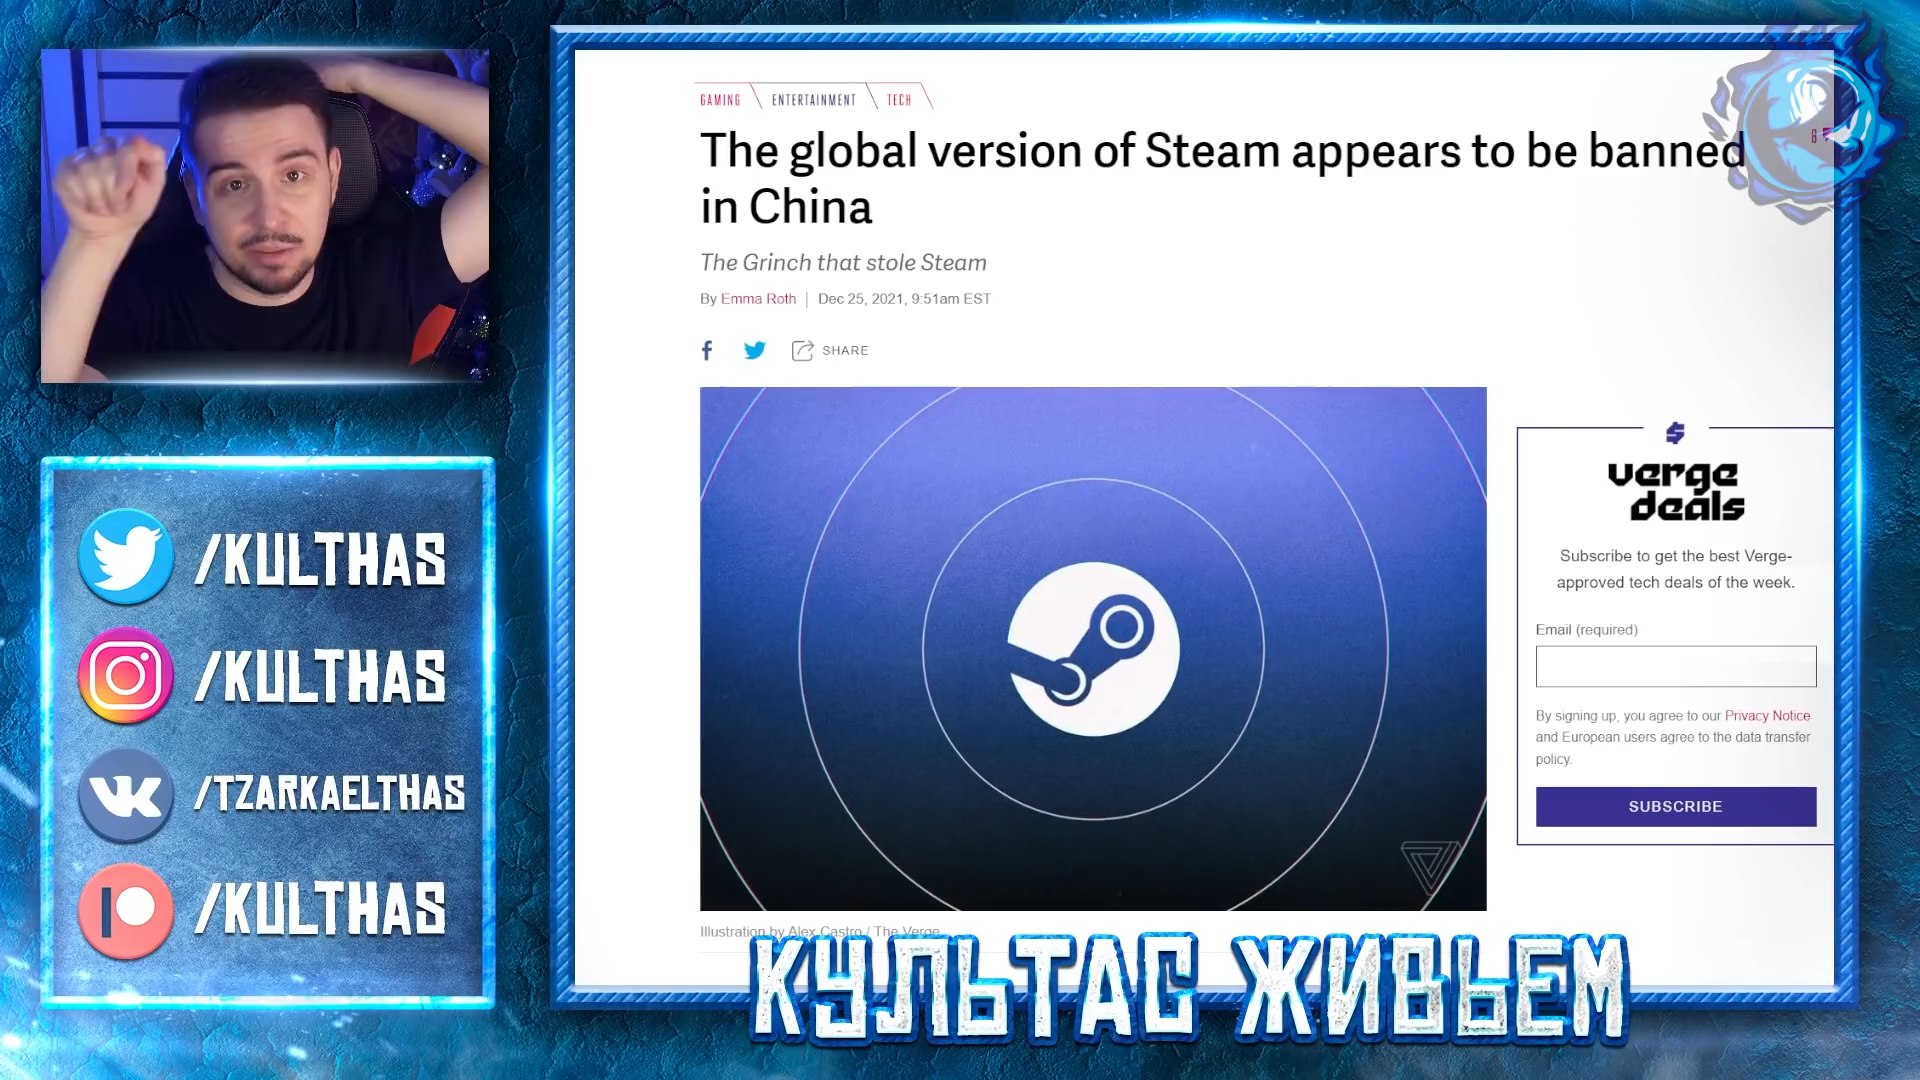 GAMING
ENTERTAINMENT
TECH
The global version of Steam appears to be banned
in China
6
The Grinch that stole Steam
By Emma Roth | Dec 25, 2021, 9:51am EST
SHARE
verge
deals
Subscribe to get the best Verge-
approved tech deals of the week.
Email (required)
By signing up, you agree to our Privacy Notice
and European users agree to the data transfer
policy.
SUBSCRIBE
Illustration by Alex Castro / The Verge
/KULTHAS
/KULTHAS
/TZARKAELTHAS
/KULTHAS
КУЛЬТАС ЖИВЬЕМ